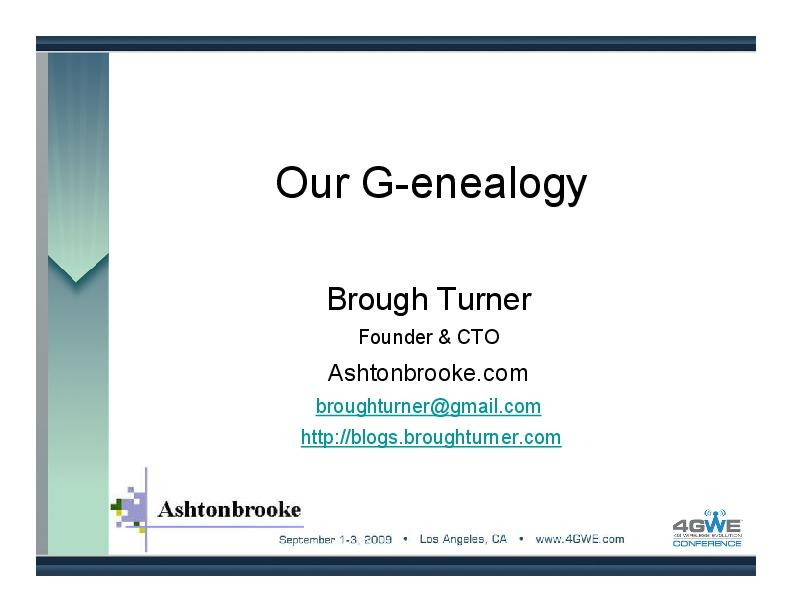 Our G-enealogy
Brough Turner
Founder & CTO
Ashtonbrooke.com
broughturner@gmail.com
http://blogs.broughturner.com
Ashtonbrooke
September 1-3, 2009 • Los Angeles, CA • www.4GWE.com
4GWE
4G WIRELESS EVOLUTION
CONFERENCE